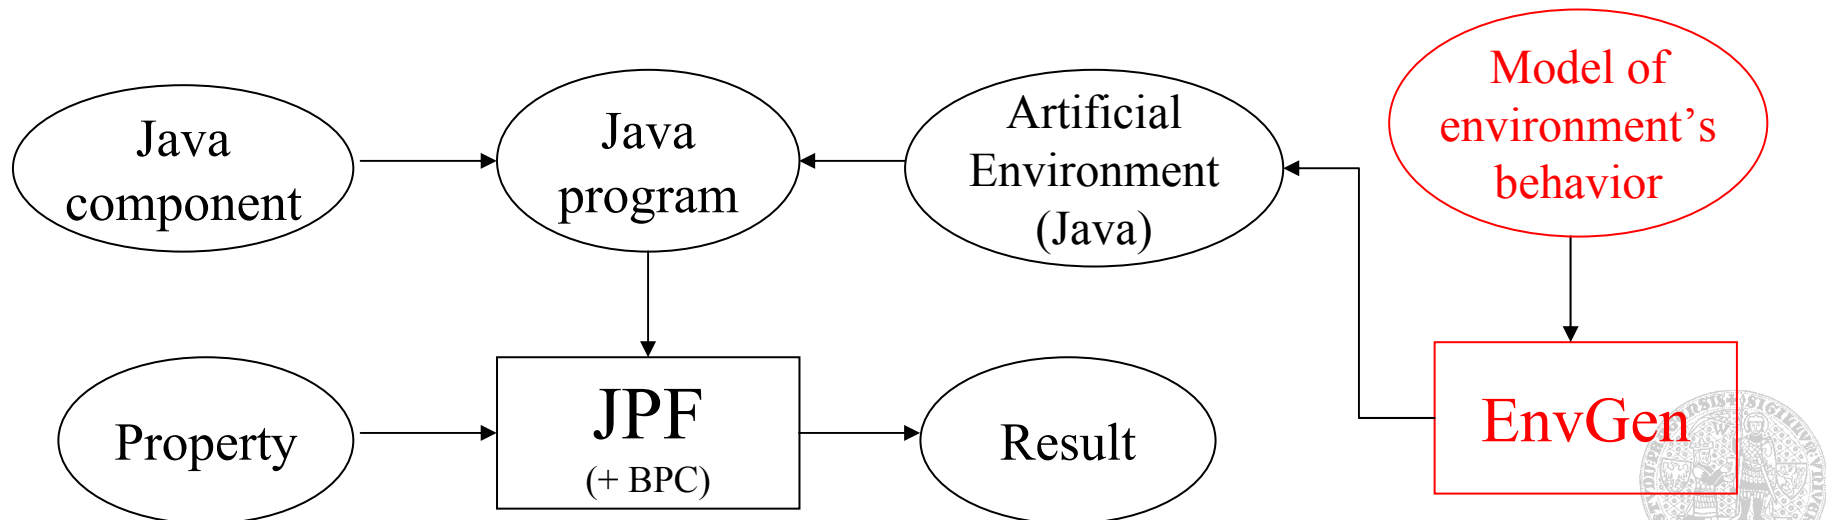 Java
component
Java
program
Artificial
Environment
(Java)
Model of
environment’s
behavior
Property
JPF
(+ BPC)
Result
EnvGen